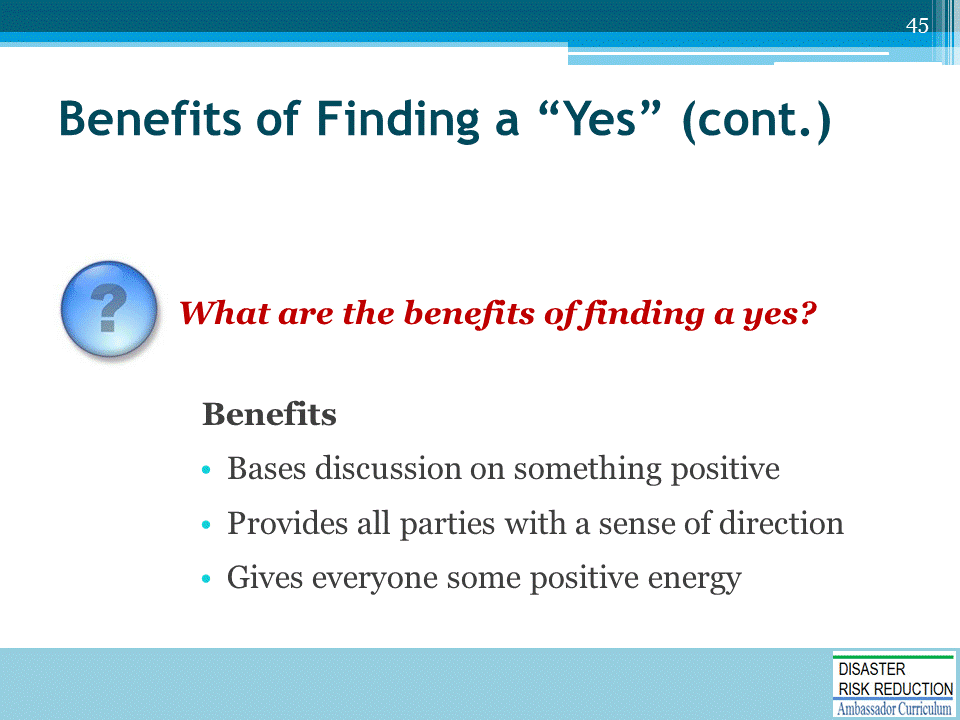 45
Benefits of Finding a “Yes” (cont.)
?
What are the benefits of finding a yes?
Benefits
• Bases discussion on something positive
• Provides all parties with a sense of direction
• Gives everyone some positive energy
DISASTER
RISK REDUCTION
Ambassador Curriculum